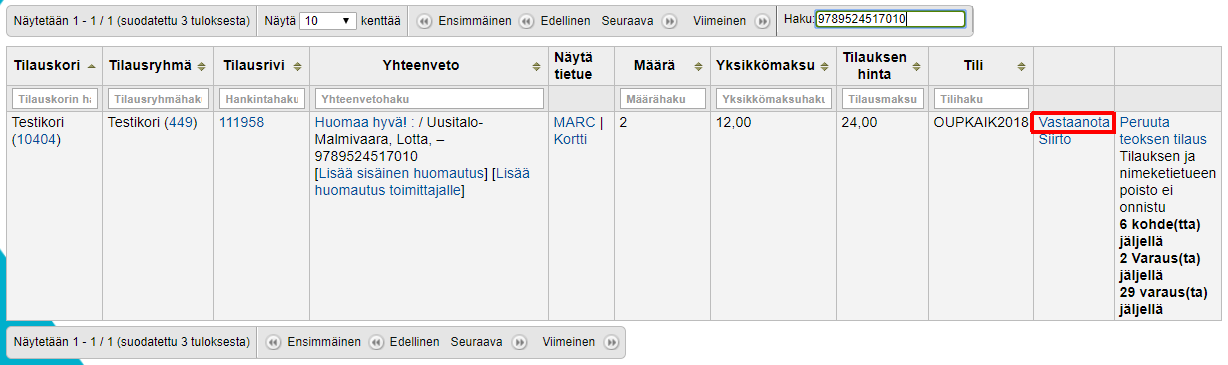 Näytetään 1 - 1 / 1 (suodatettu 3 tuloksesta) Näytä 10 kenttää Ensimmäinen Edellinen Seuraava Viimeinen Haku: 9789524517010
Tilauskori Tilausryhmä Tilausrivi Yhteenveto Näytä tietue Määrä Yksikkömaksu Tilauksen hinta Tili
Tilauskorin ha Tilausryhmähaku Hankintahaku Yhteenvetohaku Määrähaku Yksikkömaksuhaku Tilausmaksu Tilihaku
Testikori (10404)
Testikori (449)
111958
Huomaa hyvä! : / Uusitalo-
Malmivaara, Lotta, –
9789524517010
[Lisää sisäinen huomautus] [Lisää
huomautus toimittajalle]
MARC |
Kortti
2
12,00
24,00
OUPKAIK2018
Vastaanota
Siirto
Peruuta
teoksen tilaus
Tilauksen ja
nimeketietueen
poisto ei
onnistu
6 kohde(tta)
jäljellä
2 Varaus(ta)
jäljellä
29 varaus(ta)
jäljellä
Näytetään 1 - 1 / 1 (suodatettu 3 tuloksesta) Ensimmäinen Edellinen Seuraava Viimeinen